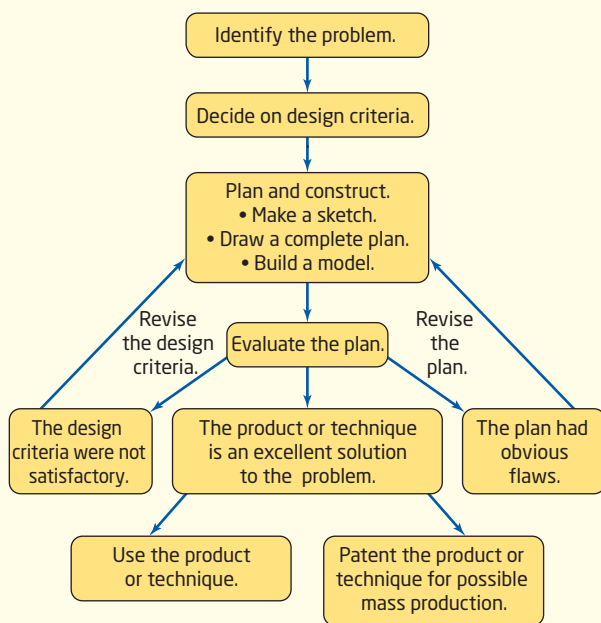 Identify the problem.
Decide on design criteria.
Plan and construct.
• Make a sketch.
• Draw a complete plan.
• Build a model.
Revise
the design
criteria.
Evaluate the plan.
Revise
the
plan.
The design
criteria were not
satisfactory.
The product or technique
is an excellent solution
to the problem.
The plan had
obvious
flaws.
Use the product
or technique.
Patent the product or
technique for possible
mass production.